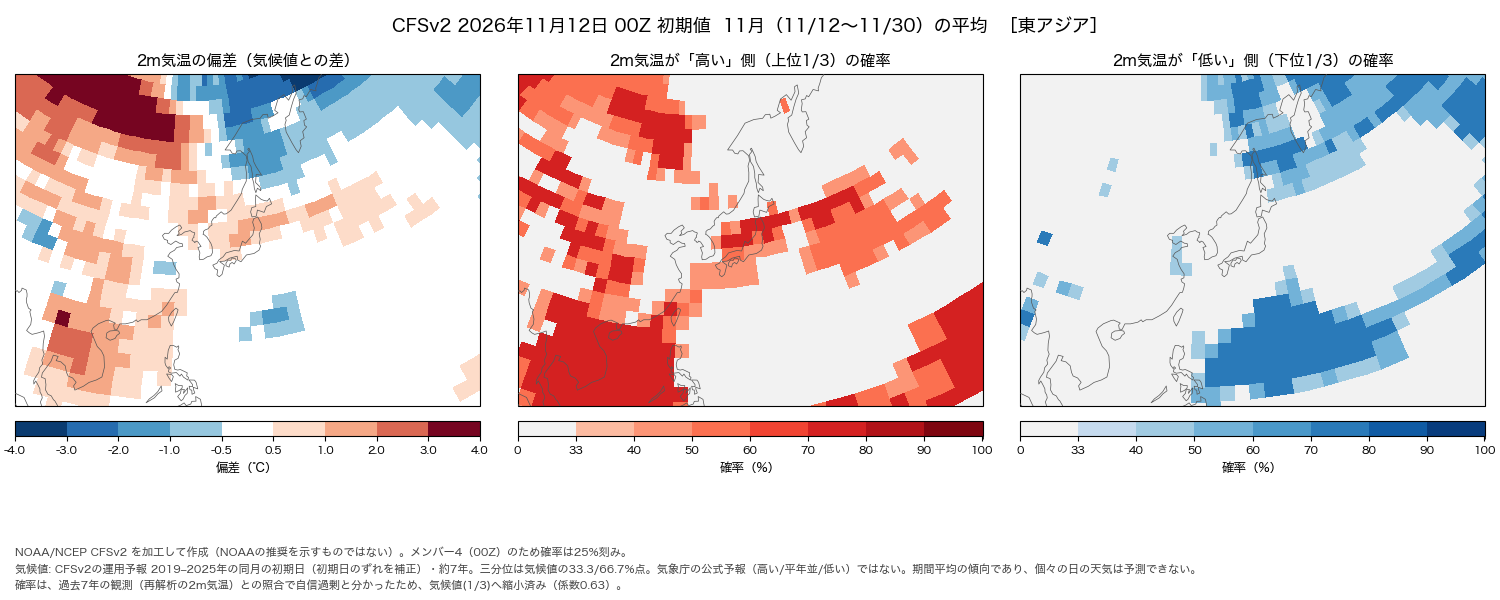 CFSv2 2026年11月12日 00Z 初期値 11月（11/12～11/30）の平均 ［東アジア］
2m気温の偏差（気候値との差）
2m気温が「高い」側（上位1/3）の確率
2m気温が「低い」側（下位1/3）の確率
-4.0 -3.0 -2.0 -1.0 -0.5 0.5 1.0 2.0 3.0 4.0
偏差（℃）
0 33 40 50 60 70 80 90 100
確率（%）
0 33 40 50 60 70 80 90 100
確率（%）
NOAA/NCEP CFSv2 を加工して作成（NOAAの推奨を示すものではない）。メンバー4（00Z）のため確率は25%刻み。
気候値: CFSv2の運用予報 2019–2025年の同月の初期日（初期日のずれを補正）・約7年。三分位は気候値の33.3/66.7%点。気象庁の公式予報（高い/平年並/低い）ではない。期間平均の傾向であり、個々の日の天気は予測できない。
確率は、過去7年の観測（再解析の2m気温）との照合で自信過剰と分かったため、気候値(1/3)へ縮小済み（係数0.63）。